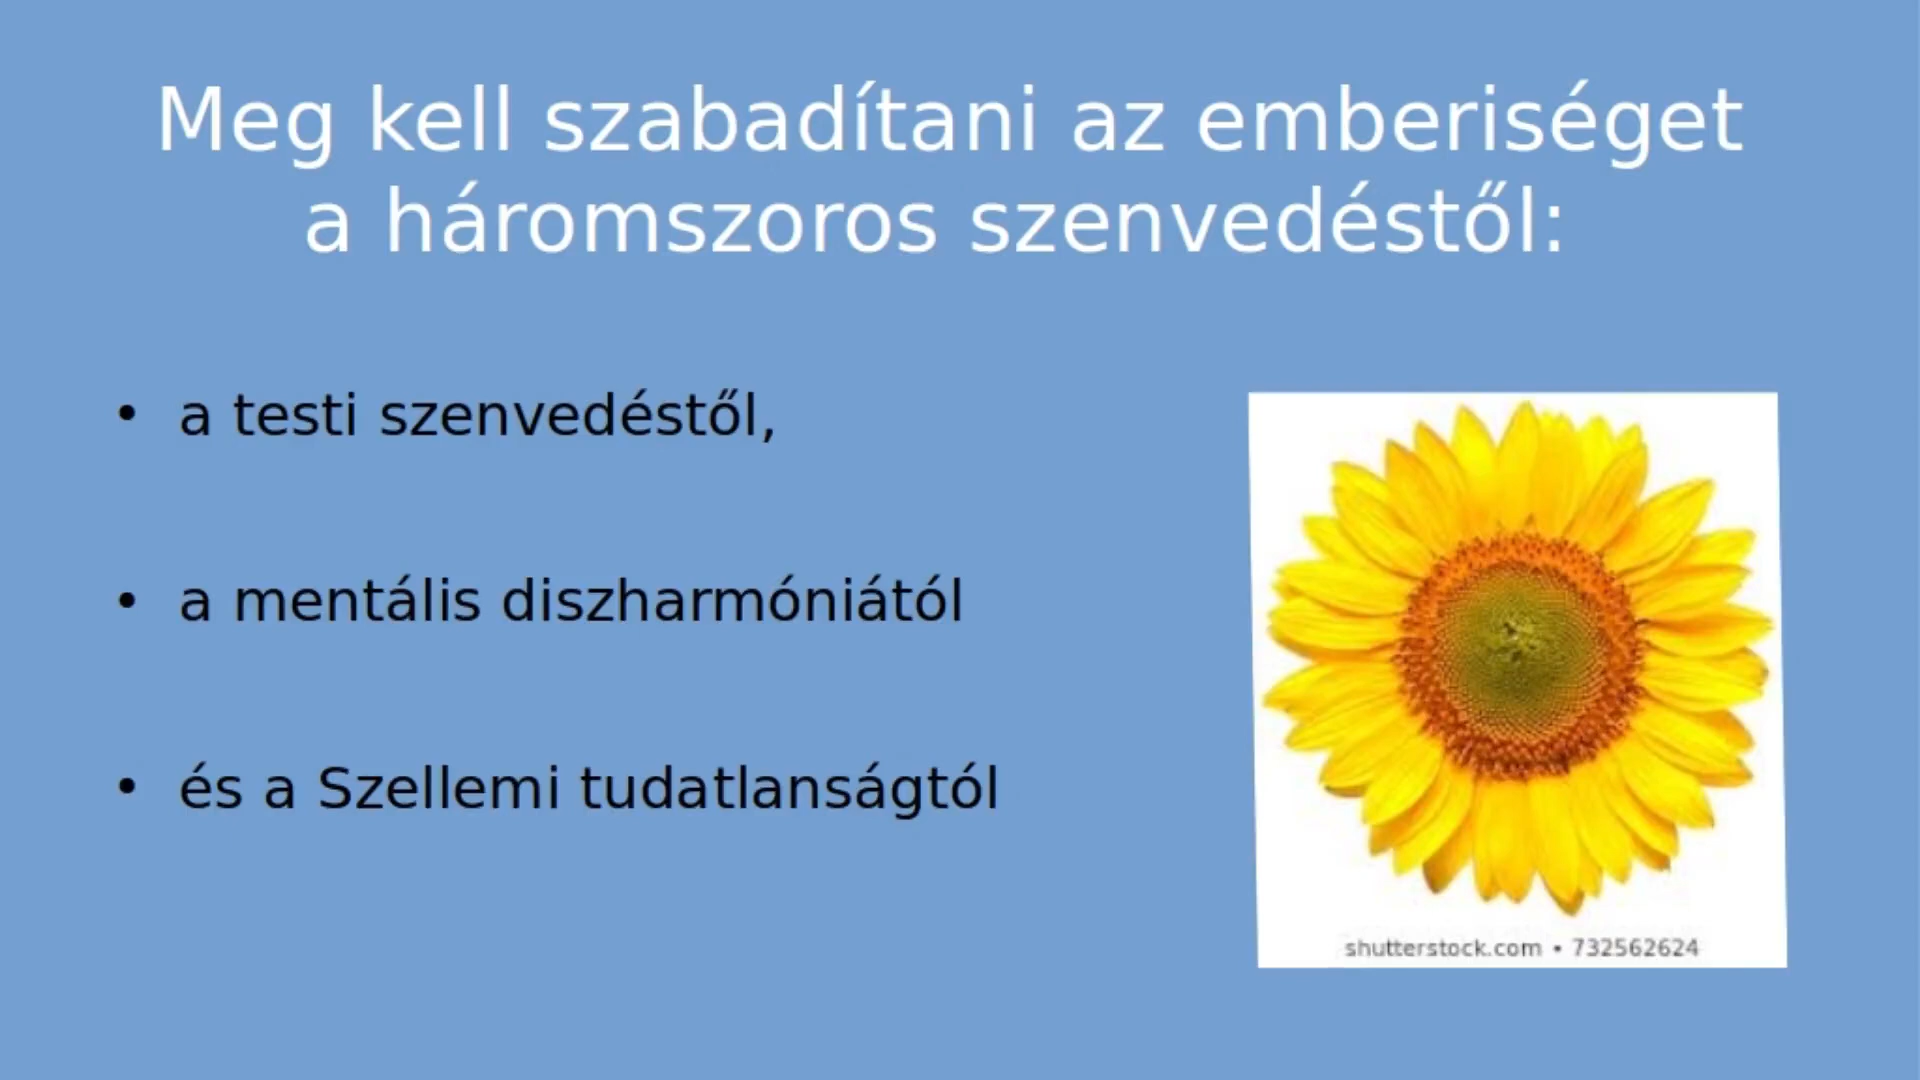 Meg kell szabadítani az emberiséget
a háromszoros szenvedéstől:
• a testi szenvedéstől,
• a mentális diszharmóniától
• és a Szellemi tudatlanságtól
shutterstock.com • 732562624